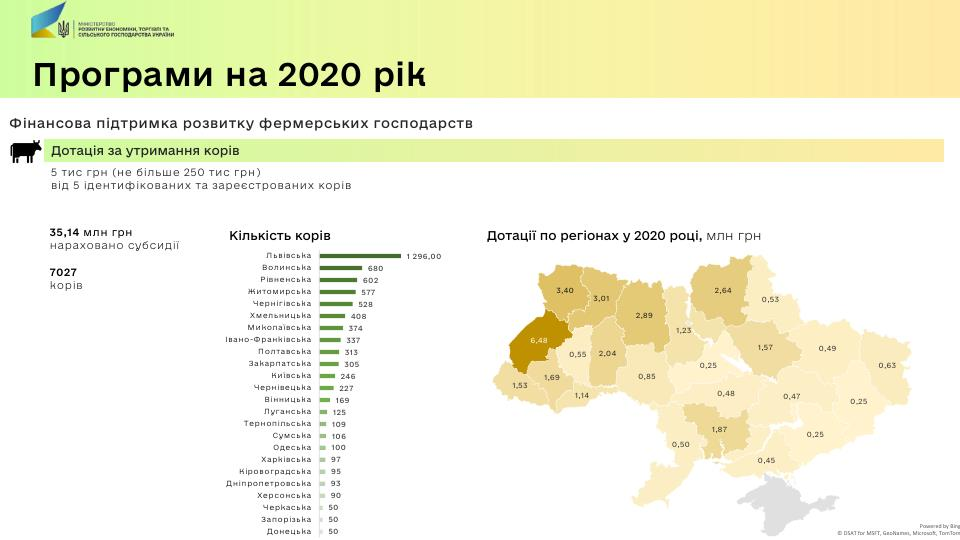 МІНІСТЕРСТВО
РОЗВИТКУ ЕКОНОМІКИ, ТОРГІВЛІ ТА
СІЛЬСЬКОГО ГОСПОДАРСТВА УКРАЇНИ
Програми на 2020 рік
Фінансова підтримка розвитку фермерських господарств
Дотація за утримання корів
5 тис грн (не більше 250 тис грн)
від 5 ідентифікованих та зареєстрованих корів
35,14 млн грн
нараховано субсидії
7027
корів
Кількість корів
Львівська 1 296,00
Волинська 680
Рівненська 602
Житомирська 577
Чернігівська 528
Хмельницька 408
Миколаївська 374
Івано-Франківська 337
Полтавська 313
Закарпатська 305
Київська 246
Чернівецька 227
Вінницька 169
Луганська 125
Тернопільська 109
Сумська 106
Одеська 100
Харківська 97
Кіровоградська 95
Дніпропетровська 93
Херсонська 90
Черкаська 50
Запорізька 50
Донецька 50
Дотації по регіонах у 2020 році, млн грн
3,40
3,01
2,89
2,64
0,53
1,23
6,48
0,55
2,04
1,57
0,49
0,63
0,25
1,53
1,69
0,85
1,14
0,48
0,47
0,25
1,87
0,25
0,50
0,45
Powered by Bing
© DSAT for MSFT, GeoNames, Microsoft, TomTom